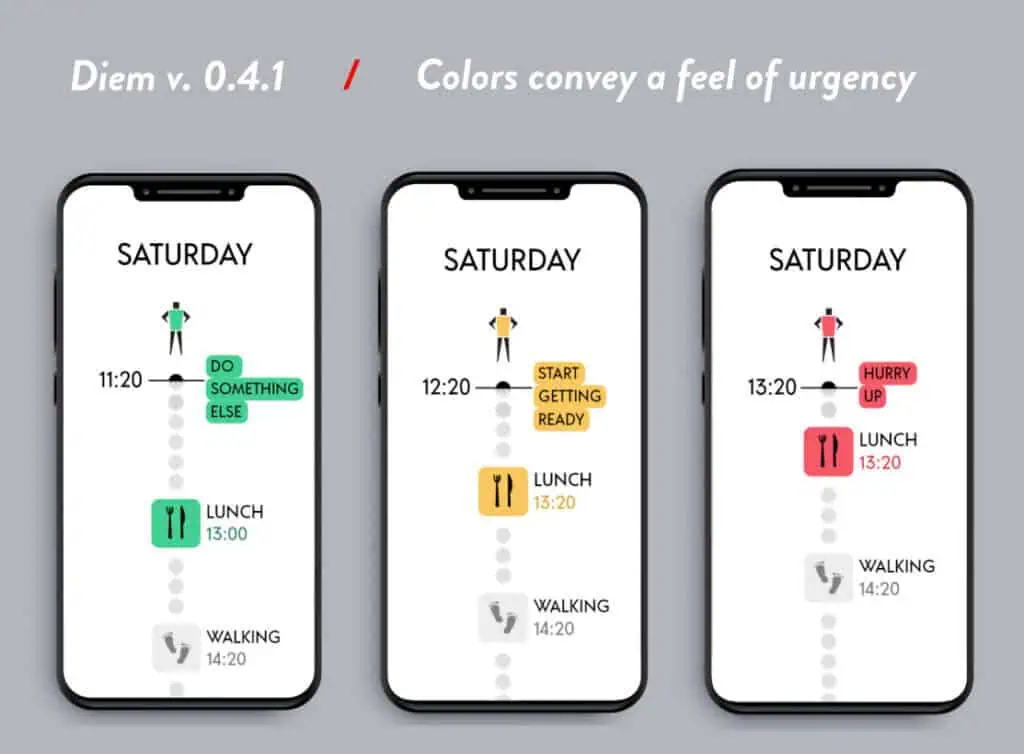 Diem v. 0.4.1 / Colors convey a feel of urgency
SATURDAY
11:20
DO
SOMETHING
ELSE
LUNCH
13:00
WALKING
14:20
SATURDAY
12:20
START
GETTING
READY
LUNCH
13:20
WALKING
14:20
SATURDAY
13:20
HURRY
UP
LUNCH
13:20
WALKING
14:20